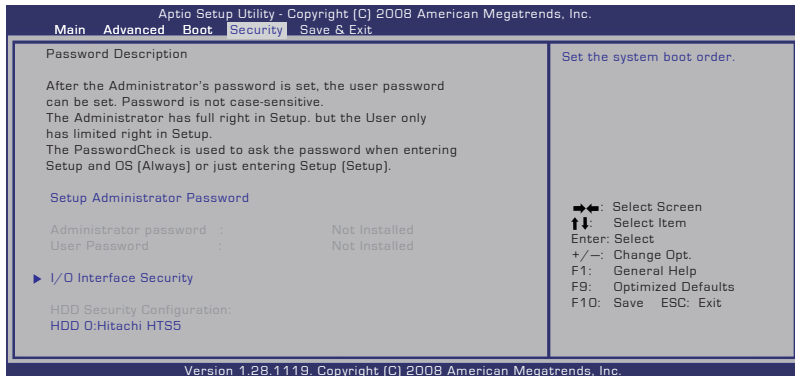 Aptio Setup Utility - Copyright (C) 2008 American Megatrends, Inc.
Main Advanced Boot Security Save & Exit
Password Description
After the Administrator's password is set, the user password
can be set. Password is not case-sensitive.
The Administrator has full right in Setup. but the User only
has limited right in Setup.
The PasswordCheck is used to ask the password when entering
Setup and OS (Always) or just entering Setup (Setup).
Setup Administrator Password
Administrator password : Not Installed
User Password : Not Installed
I/O Interface Security
HDD Security Configuration:
HDD 0:Hitachi HTS5
Set the system boot order.
→←: Select Screen
↑↓: Select Item
Enter: Select
+/—: Change Opt.
F1: General Help
F9: Optimized Defaults
F10: Save ESC: Exit
Version 1.28.1119. Copyright (C) 2008 American Megatrends, Inc.